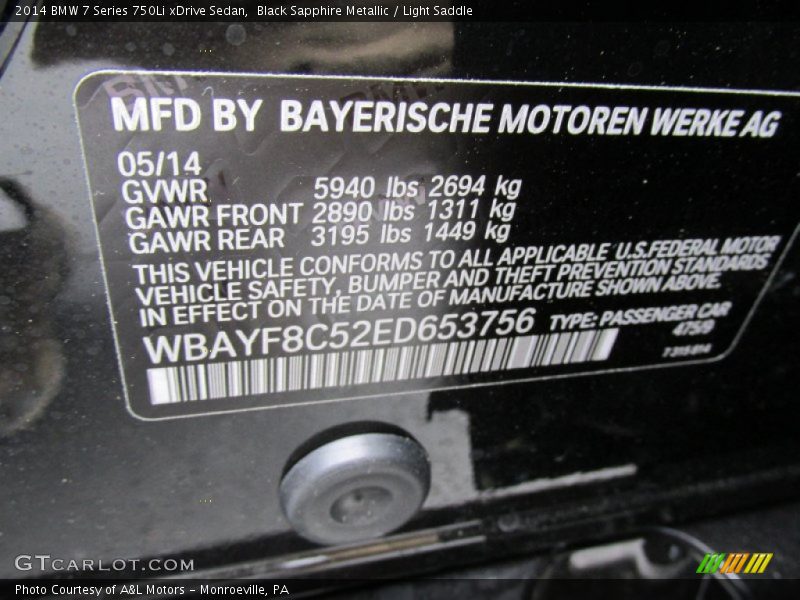 2014 BMW 7 Series 750Li xDrive Sedan,  Black Sapphire Metallic / Light Saddle
MFD BY BAYERISCHE MOTOREN WERKE AG
05/14
GVWR 5940 lbs 2694 kg
GAWR FRONT 2890 lbs 1311 kg
GAWR REAR 3195 lbs 1449 kg
THIS VEHICLE CONFORMS TO ALL APPLICABLE U.S.FEDERAL MOTOR
VEHICLE SAFETY, BUMPER AND THEFT PREVENTION STANDARDS
IN EFFECT ON THE DATE OF MANUFACTURE SHOWN ABOVE.
WBAYF8C52ED653756 TYPE: PASSENGER CAR
475/9
GTCARLOT.COM
Photo Courtesy of A&L Motors – Monroeville, PA